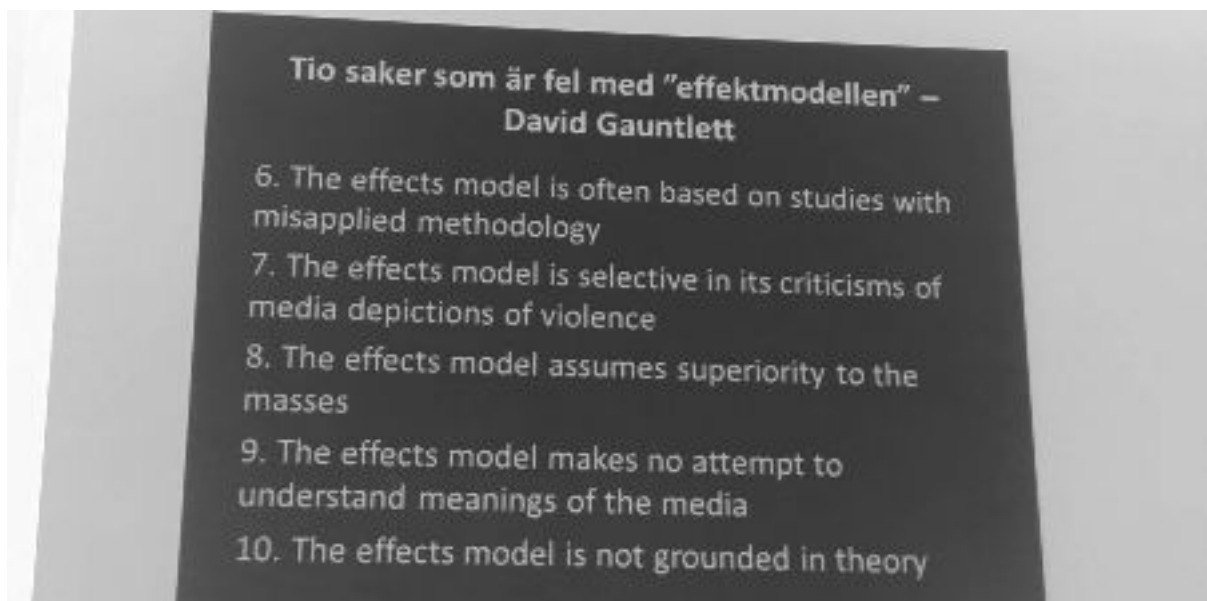 Tio saker som är fel med ”effektmodellen” –
David Gauntlett
6. The effects model is often based on studies with
misapplied methodology
7. The effects model is selective in its criticisms of
media depictions of violence
8. The effects model assumes superiority to the
masses
9. The effects model makes no attempt to
understand meanings of the media
10. The effects model is not grounded in theory